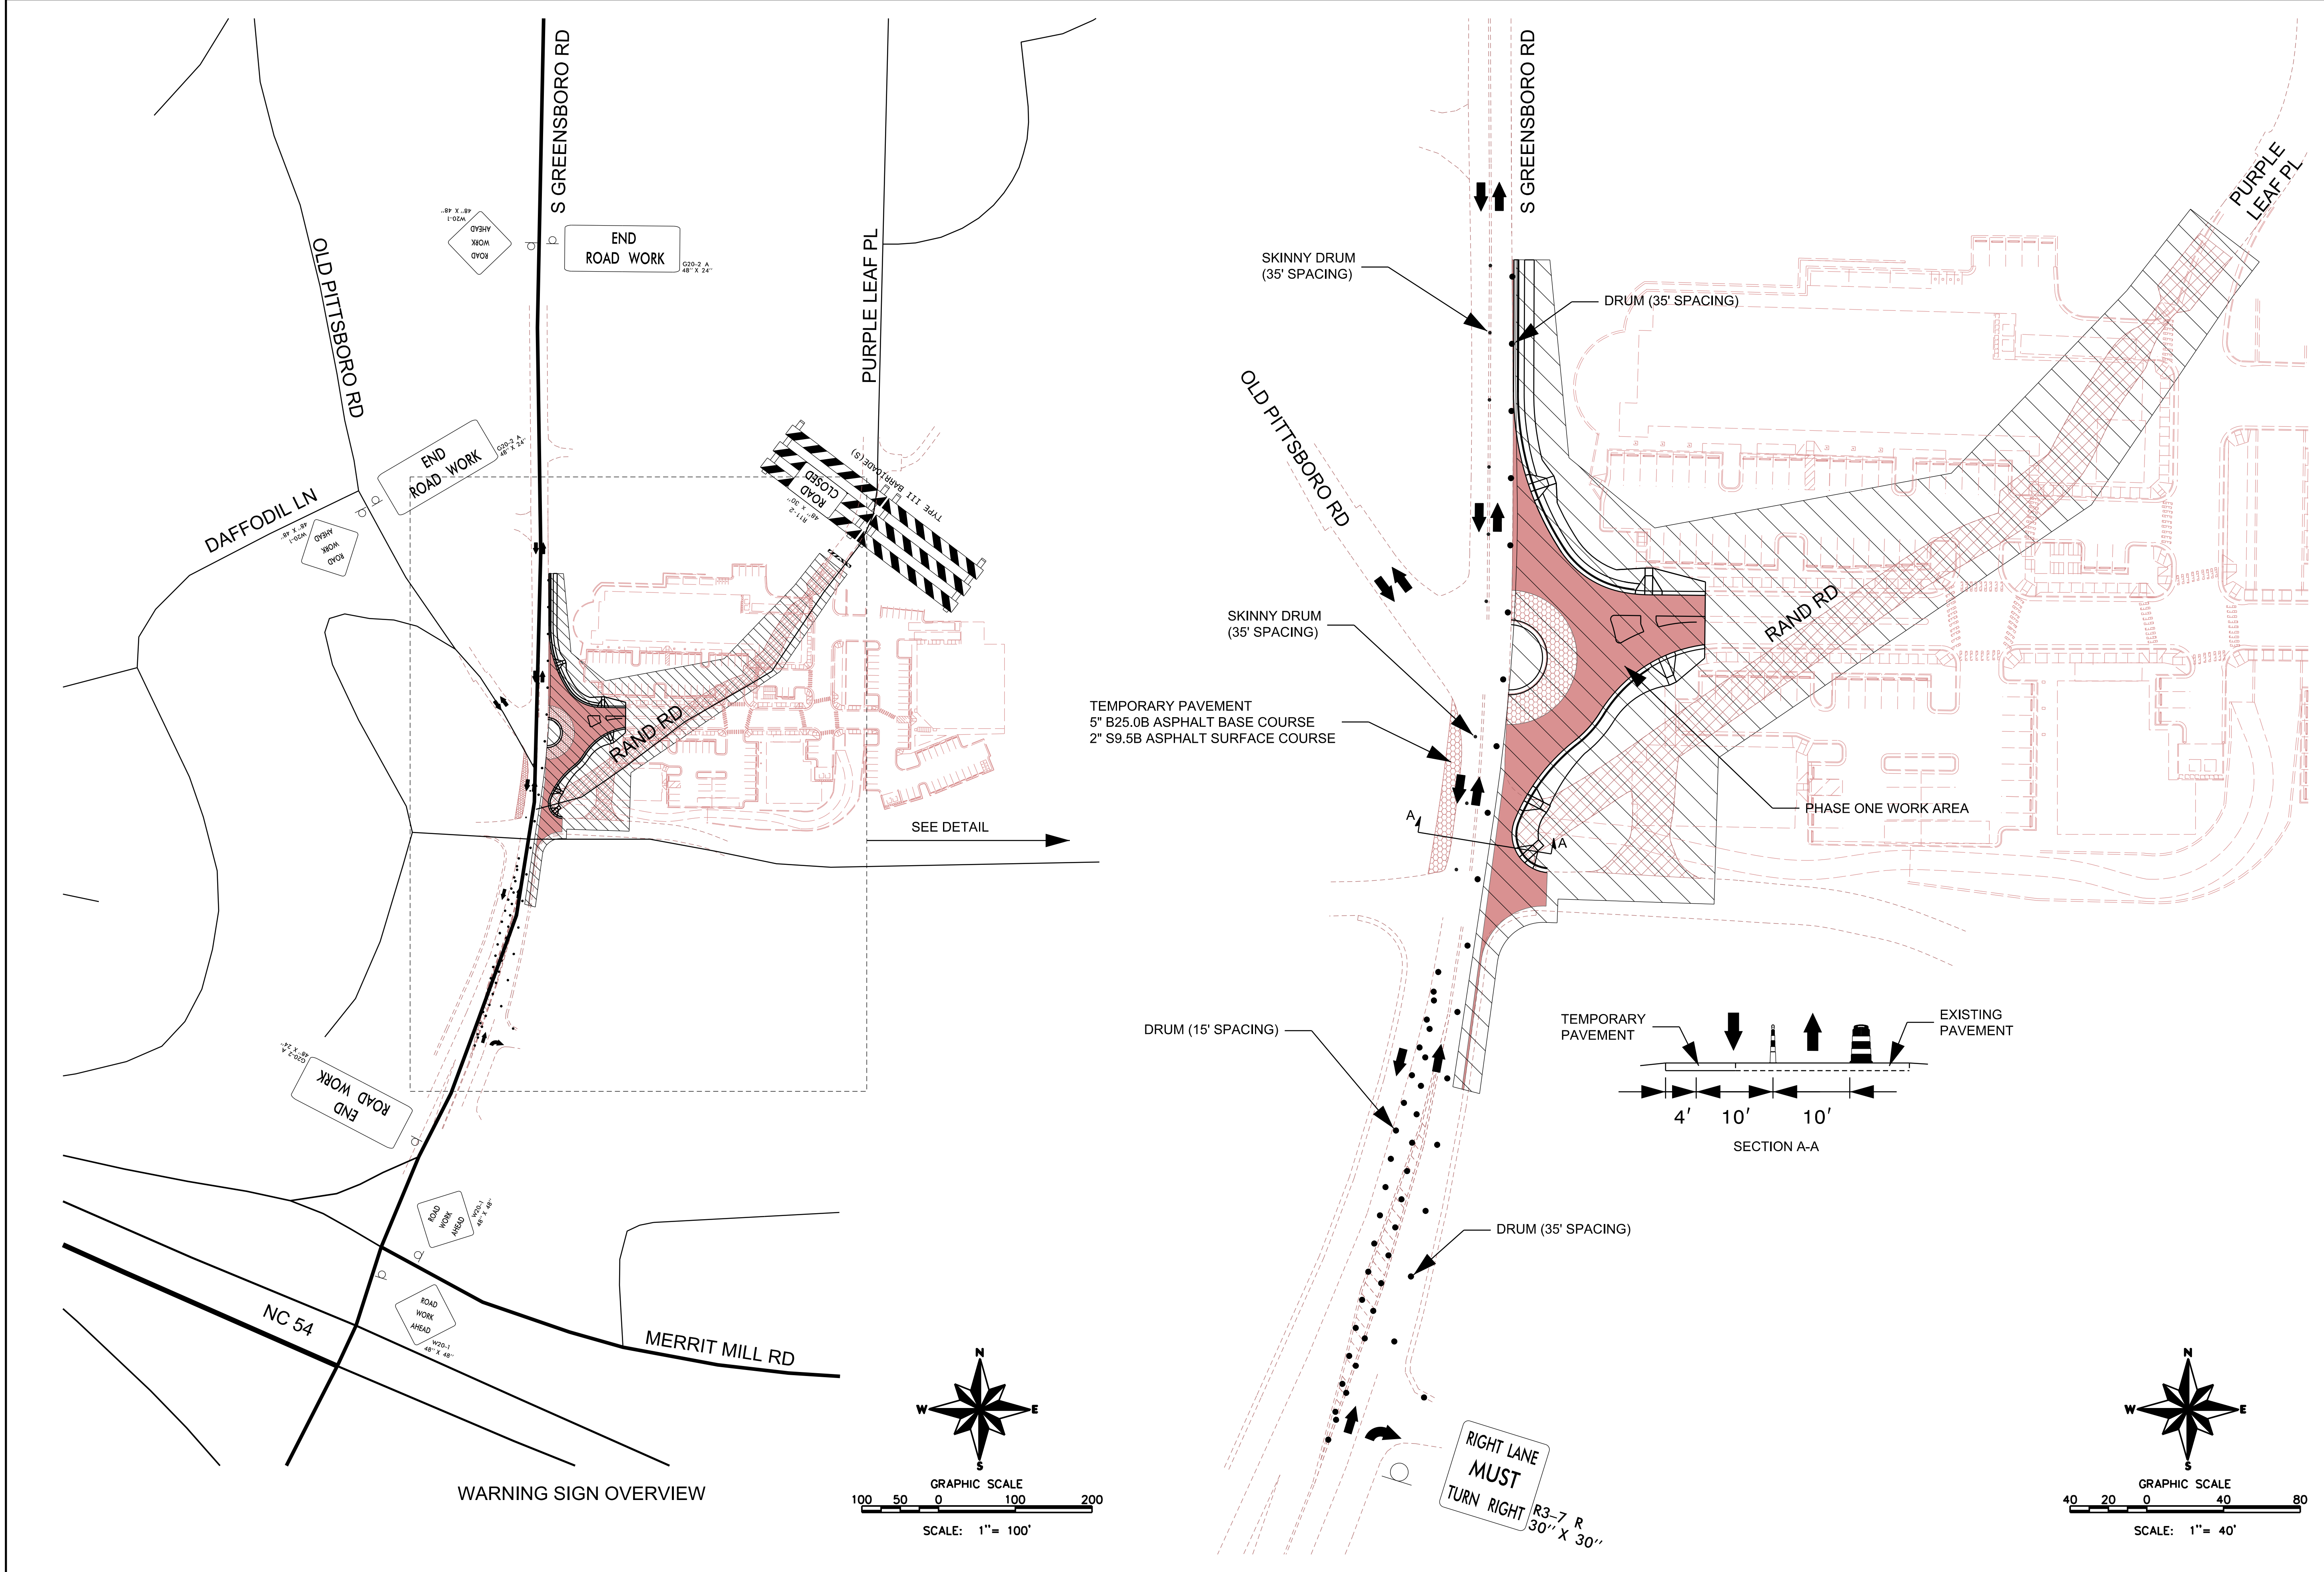 S GREENSBORO RD
W20-1
48" X 48"
ROAD
WORK
AHEAD
END
ROAD WORK
G20-2 A
48" X 24"
OLD PITTSBORO RD
PURPLE LEAF PL
END
ROAD WORK
G20-2 A
48" X 24"
DAFFODIL LN
W20-1
48" X 48"
ROAD
WORK
AHEAD
TYPE III BARRICADE(S)
ROAD
CLOSED
R11-2
48" X 30"
RAND RD
SEE DETAIL
END
ROAD WORK
G20-2 A
48" X 24"
ROAD
WORK
AHEAD
W20-1
48" X 48"
ROAD
WORK
AHEAD
W20-1
48" X 48"
NC 54
MERRIT MILL RD
WARNING SIGN OVERVIEW
N
W E
S
GRAPHIC SCALE
100 50 0 100 200
SCALE: 1"= 100'
S GREENSBORO RD
PURPLE
LEAF PL
SKINNY DRUM
(35' SPACING)
DRUM (35' SPACING)
OLD PITTSBORO RD
SKINNY DRUM
(35' SPACING)
RAND RD
TEMPORARY PAVEMENT
5" B25.0B ASPHALT BASE COURSE
2" S9.5B ASPHALT SURFACE COURSE
PHASE ONE WORK AREA
A
A
DRUM (15' SPACING)
TEMPORARY
PAVEMENT
EXISTING
PAVEMENT
4' 10' 10'
SECTION A-A
DRUM (35' SPACING)
RIGHT LANE
MUST
TURN RIGHT
R3-7 R
30" X 30"
N
W E
S
GRAPHIC SCALE
40 20 0 40 80
SCALE: 1"= 40'